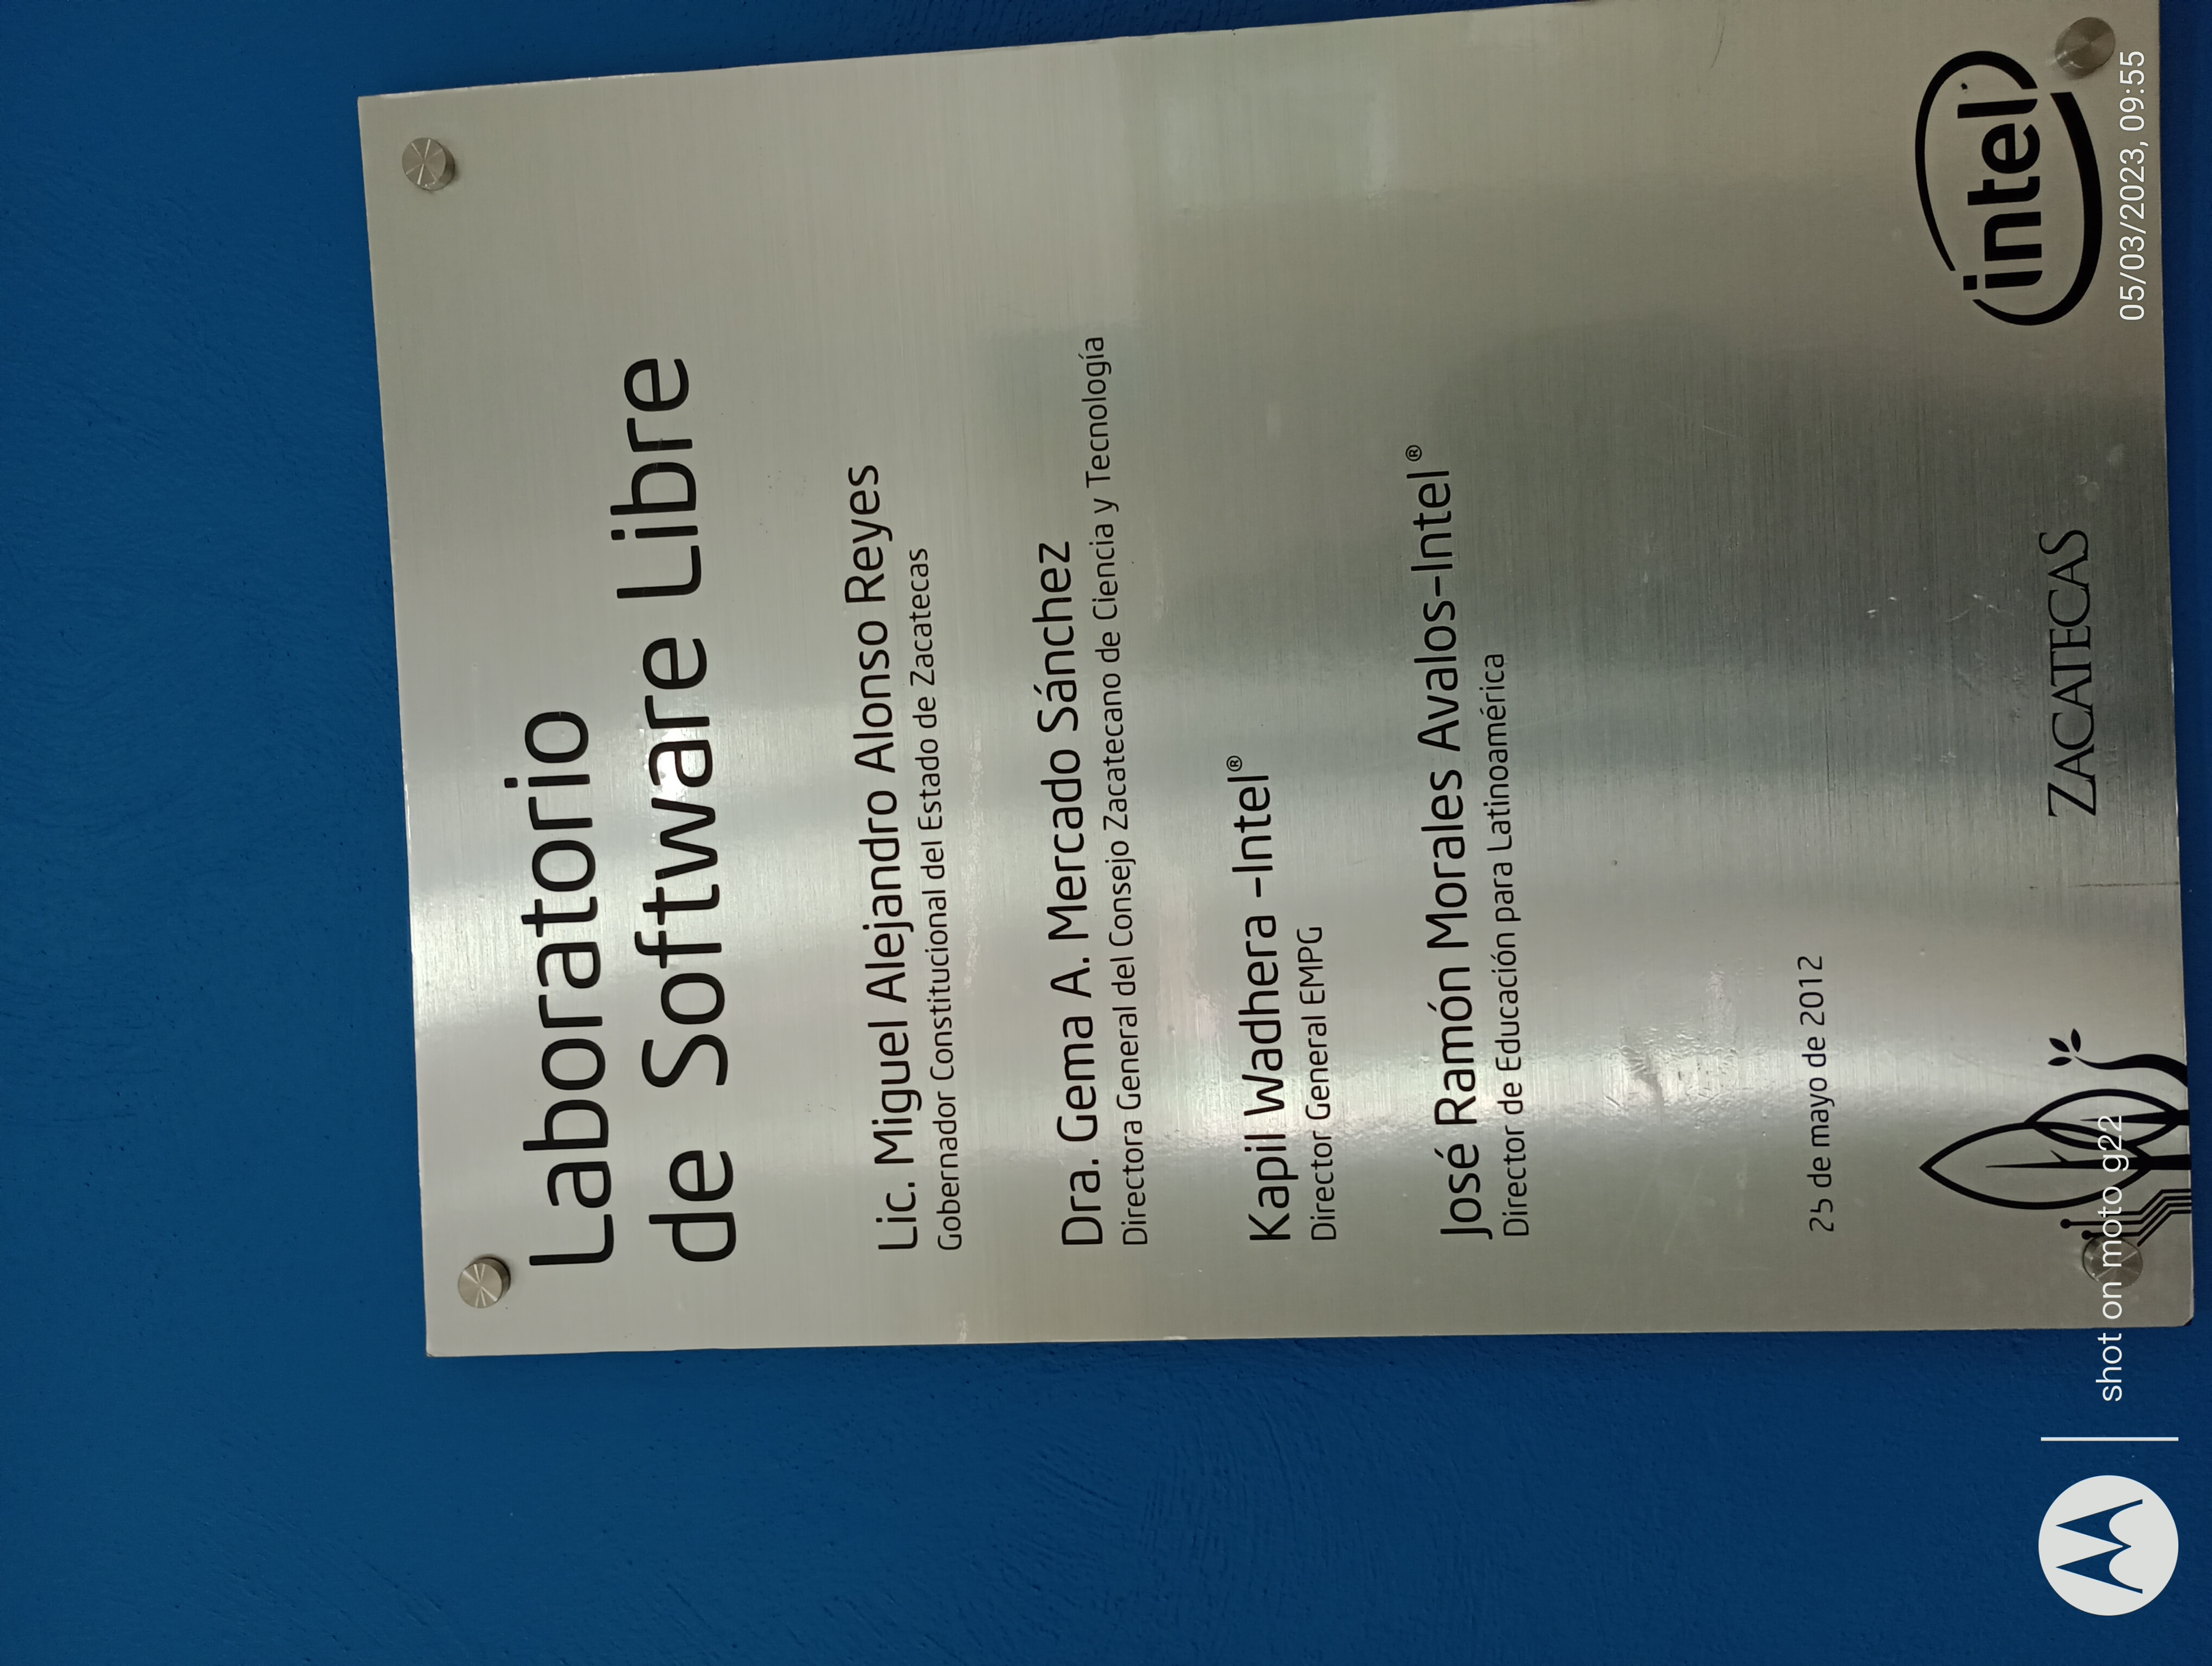 Laboratorio
de Software Libre
Lic. Miguel Alejandro Alonso Reyes
Gobernador Constitucional del Estado de Zacatecas
Dra. Gema A. Mercado Sánchez
Directora General del Consejo Zacatecano de Ciencia y Tecnología
Kapil Wadhera -Intel®
Director General EMPG
José Ramón Morales Avalos-Intel®
Director de Educación para Latinoamérica
25 de mayo de 2012
intel
ZACATECAS
shot on moto g22
05/03/2023, 09:55